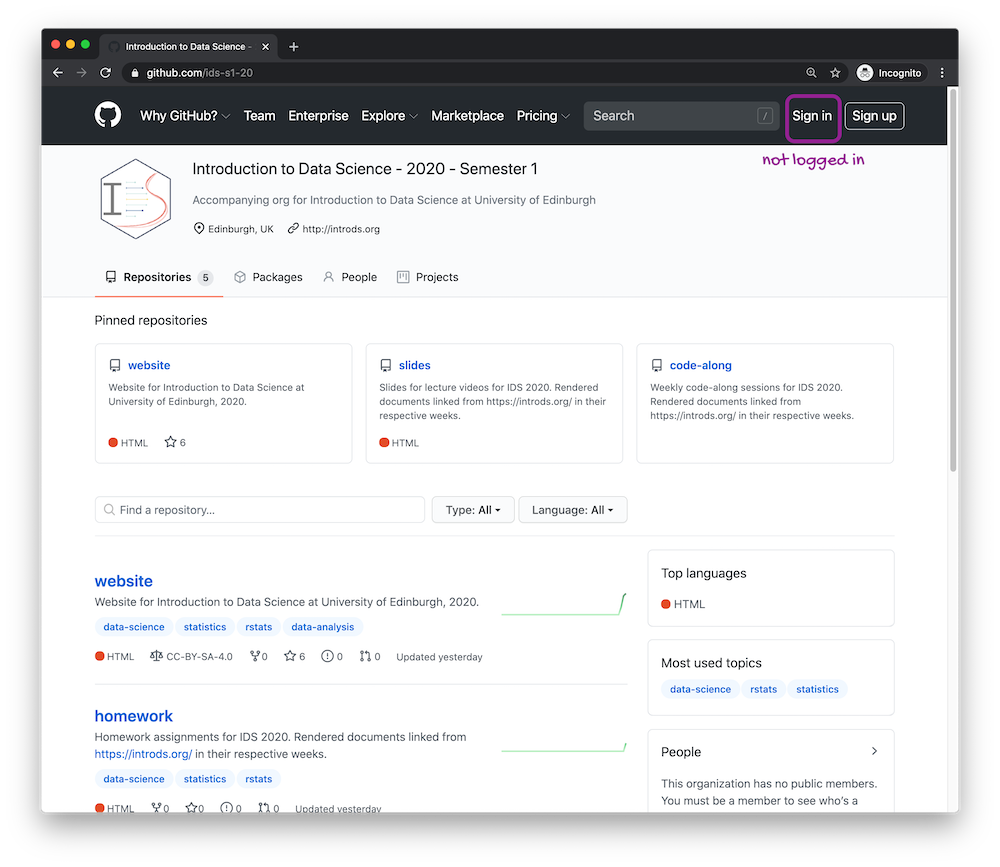 Introduction to Data Science -
github.com/ids-s1-20
Incognito
Why GitHub? Team Enterprise Explore Marketplace Pricing Search / Sign in Sign up
not logged in
IDS
Introduction to Data Science - 2020 - Semester 1
Accompanying org for Introduction to Data Science at University of Edinburgh
Edinburgh, UK http://introds.org
Repositories 5 Packages People Projects
Pinned repositories
website
Website for Introduction to Data Science at
University of Edinburgh, 2020.
HTML 6
slides
Slides for lecture videos for IDS 2020. Rendered
documents linked from https://introds.org/ in their
respective weeks.
HTML
code-along
Weekly code-along sessions for IDS 2020.
Rendered documents linked from
https://introds.org/ in their respective weeks.
Find a repository...
Type: All
Language: All
website
Website for Introduction to Data Science at University of Edinburgh, 2020.
data-science statistics rstats data-analysis
HTML CC-BY-SA-4.0 0 6 0 0 Updated yesterday
homework
Homework assignments for IDS 2020. Rendered documents linked from
https://introds.org/ in their respective weeks.
data-science statistics rstats
HTML 0 0 0 0 Updated yesterday
Top languages
HTML
Most used topics
data-science rstats statistics
People
This organization has no public members.
You must be a member to see who's a